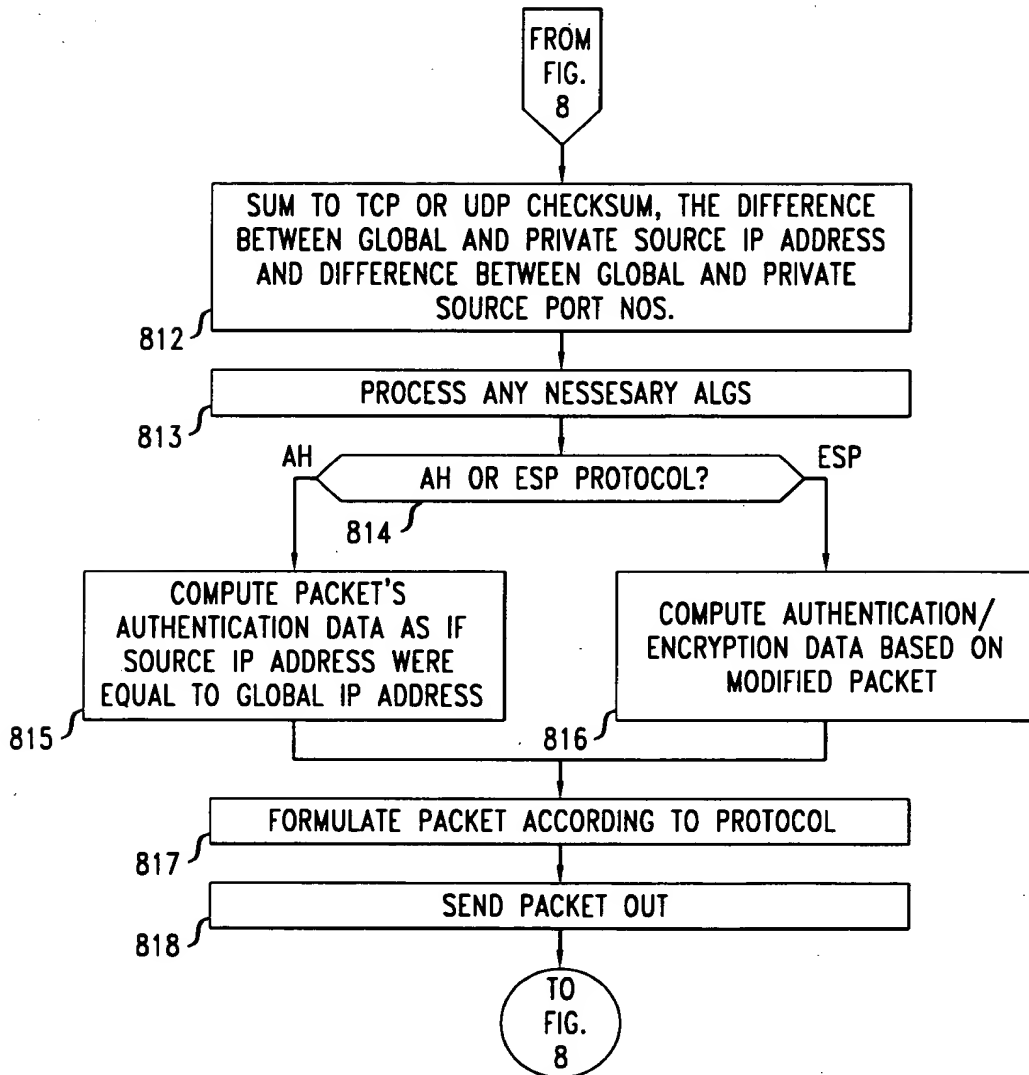 FROM
FIG.
8
SUM TO TCP OR UDP CHECKSUM, THE DIFFERENCE
BETWEEN GLOBAL AND PRIVATE SOURCE IP ADDRESS
AND DIFFERENCE BETWEEN GLOBAL AND PRIVATE
SOURCE PORT NOS.
812
PROCESS ANY NESSESARY ALGS
813
AH
ESP
AH OR ESP PROTOCOL?
814
COMPUTE PACKET'S
AUTHENTICATION DATA AS IF
SOURCE IP ADDRESS WERE
EQUAL TO GLOBAL IP ADDRESS
815
COMPUTE AUTHENTICATION/
ENCRYPTION DATA BASED ON
MODIFIED PACKET
816
FORMULATE PACKET ACCORDING TO PROTOCOL
817
SEND PACKET OUT
818
TO
FIG.
8